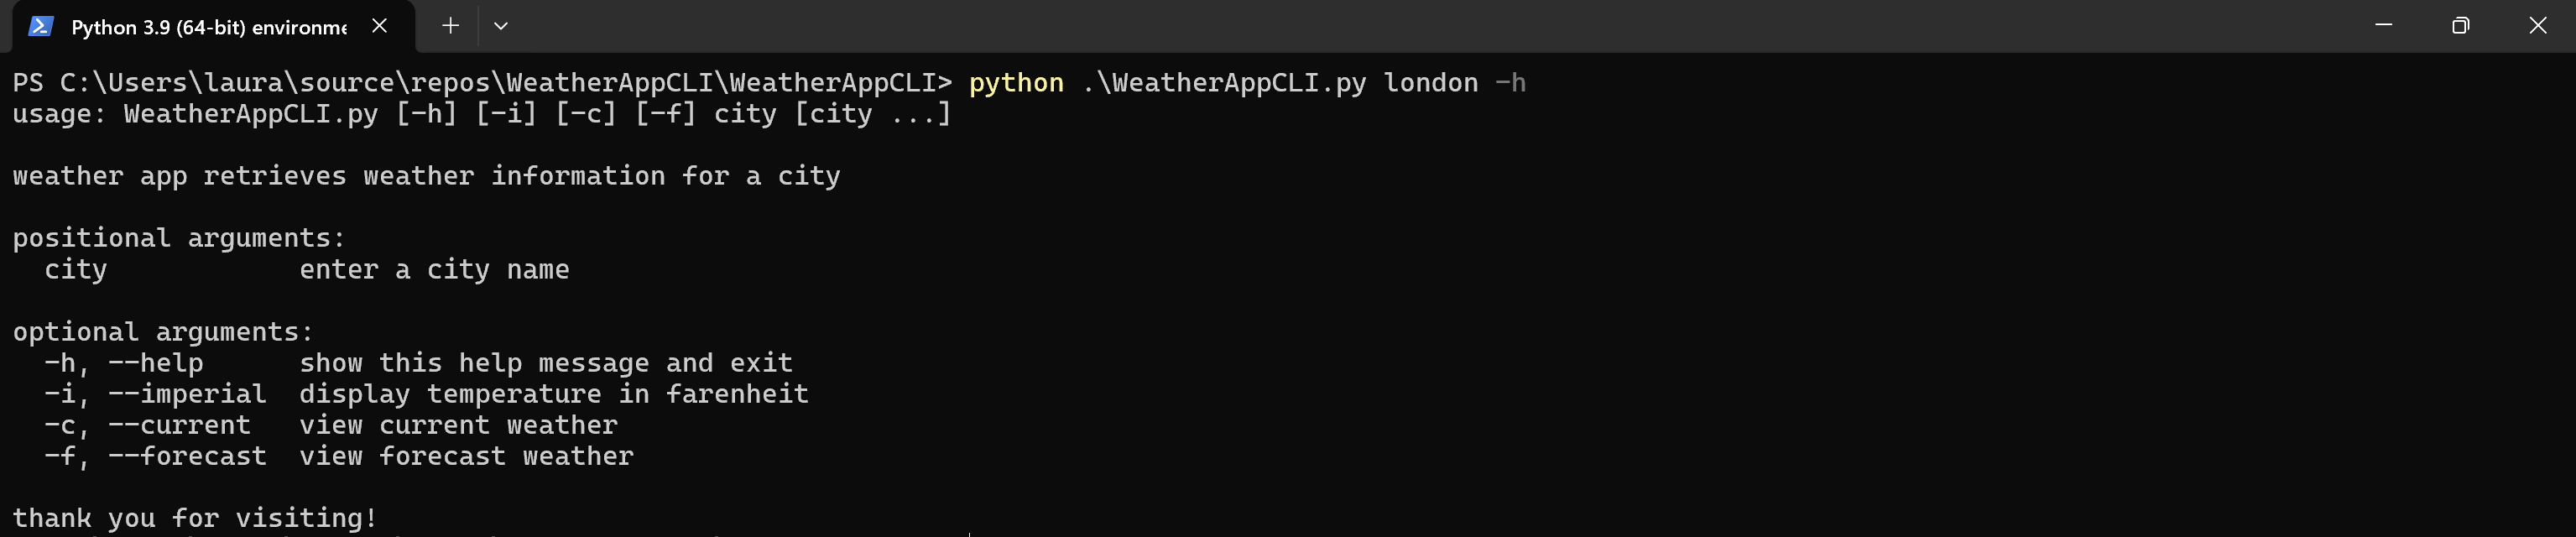 Python 3.9 (64-bit) environme
PS C:\Users\laura\source\repos\WeatherAppCLI\WeatherAppCLI> python .\WeatherAppCLI.py london -h
usage: WeatherAppCLI.py [-h] [-i] [-c] [-f] city [city ...]
weather app retrieves weather information for a city
positional arguments:
city enter a city name
optional arguments:
-h, --help show this help message and exit
-i, --imperial display temperature in farenheit
-c, --current view current weather
-f, --forecast view forecast weather
thank you for visiting!